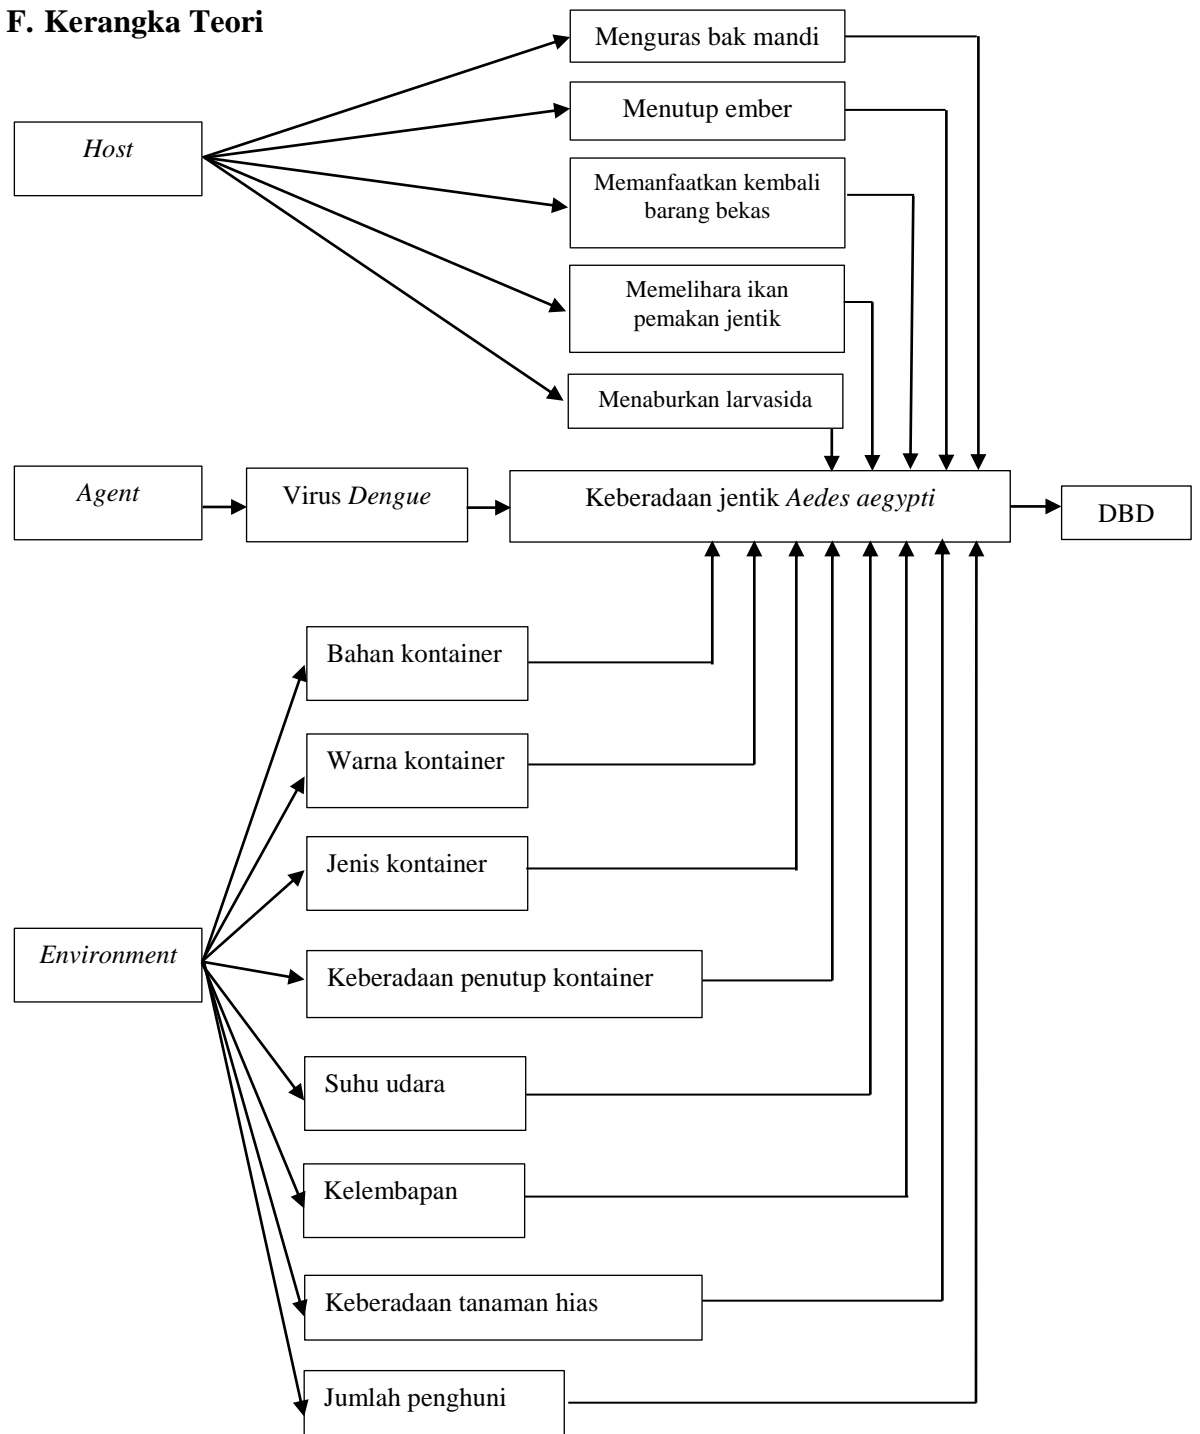 F. Kerangka Teori
Menguras bak mandi
Menutup ember
Host
Memanfaatkan kembali
barang bekas
Memelihara ikan
pemakan jentik
Menaburkan larvasida
Agent
Virus Dengue
Keberadaan jentik Aedes aegypti
DBD
Bahan kontainer
Warna kontainer
Jenis kontainer
Environment
Keberadaan penutup kontainer
Suhu udara
Kelembapan
Keberadaan tanaman hias
Jumlah penghuni